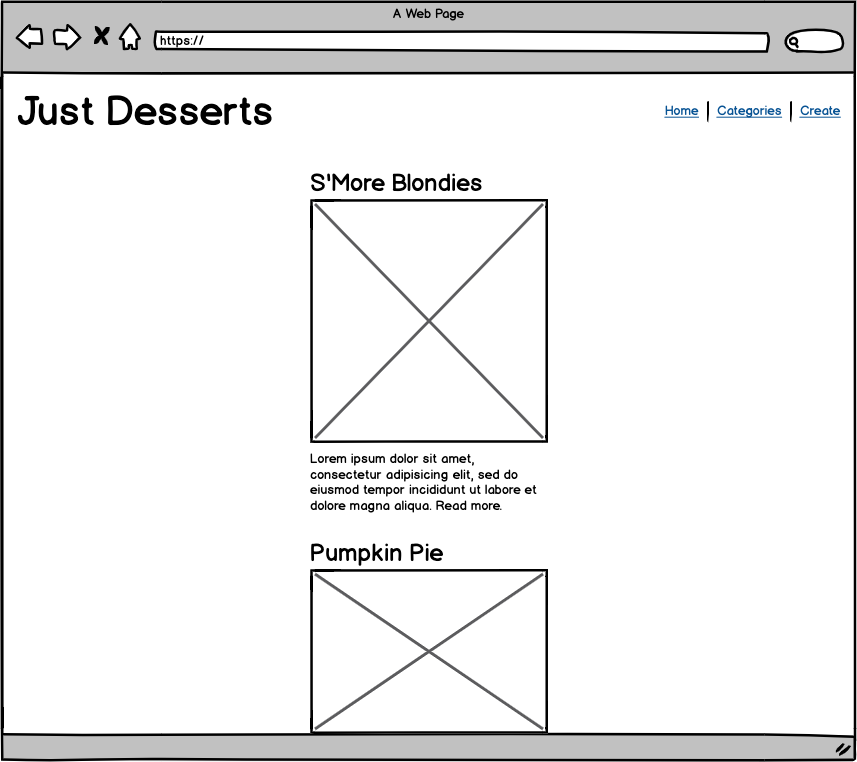 A Web Page
https://
Just Desserts
Home | Categories | Create
S'More Blondies
Lorem ipsum dolor sit amet,
consectetur adipisicing elit, sed do
eiusmod tempor incididunt ut labore et
dolore magna aliqua. Read more.
Pumpkin Pie